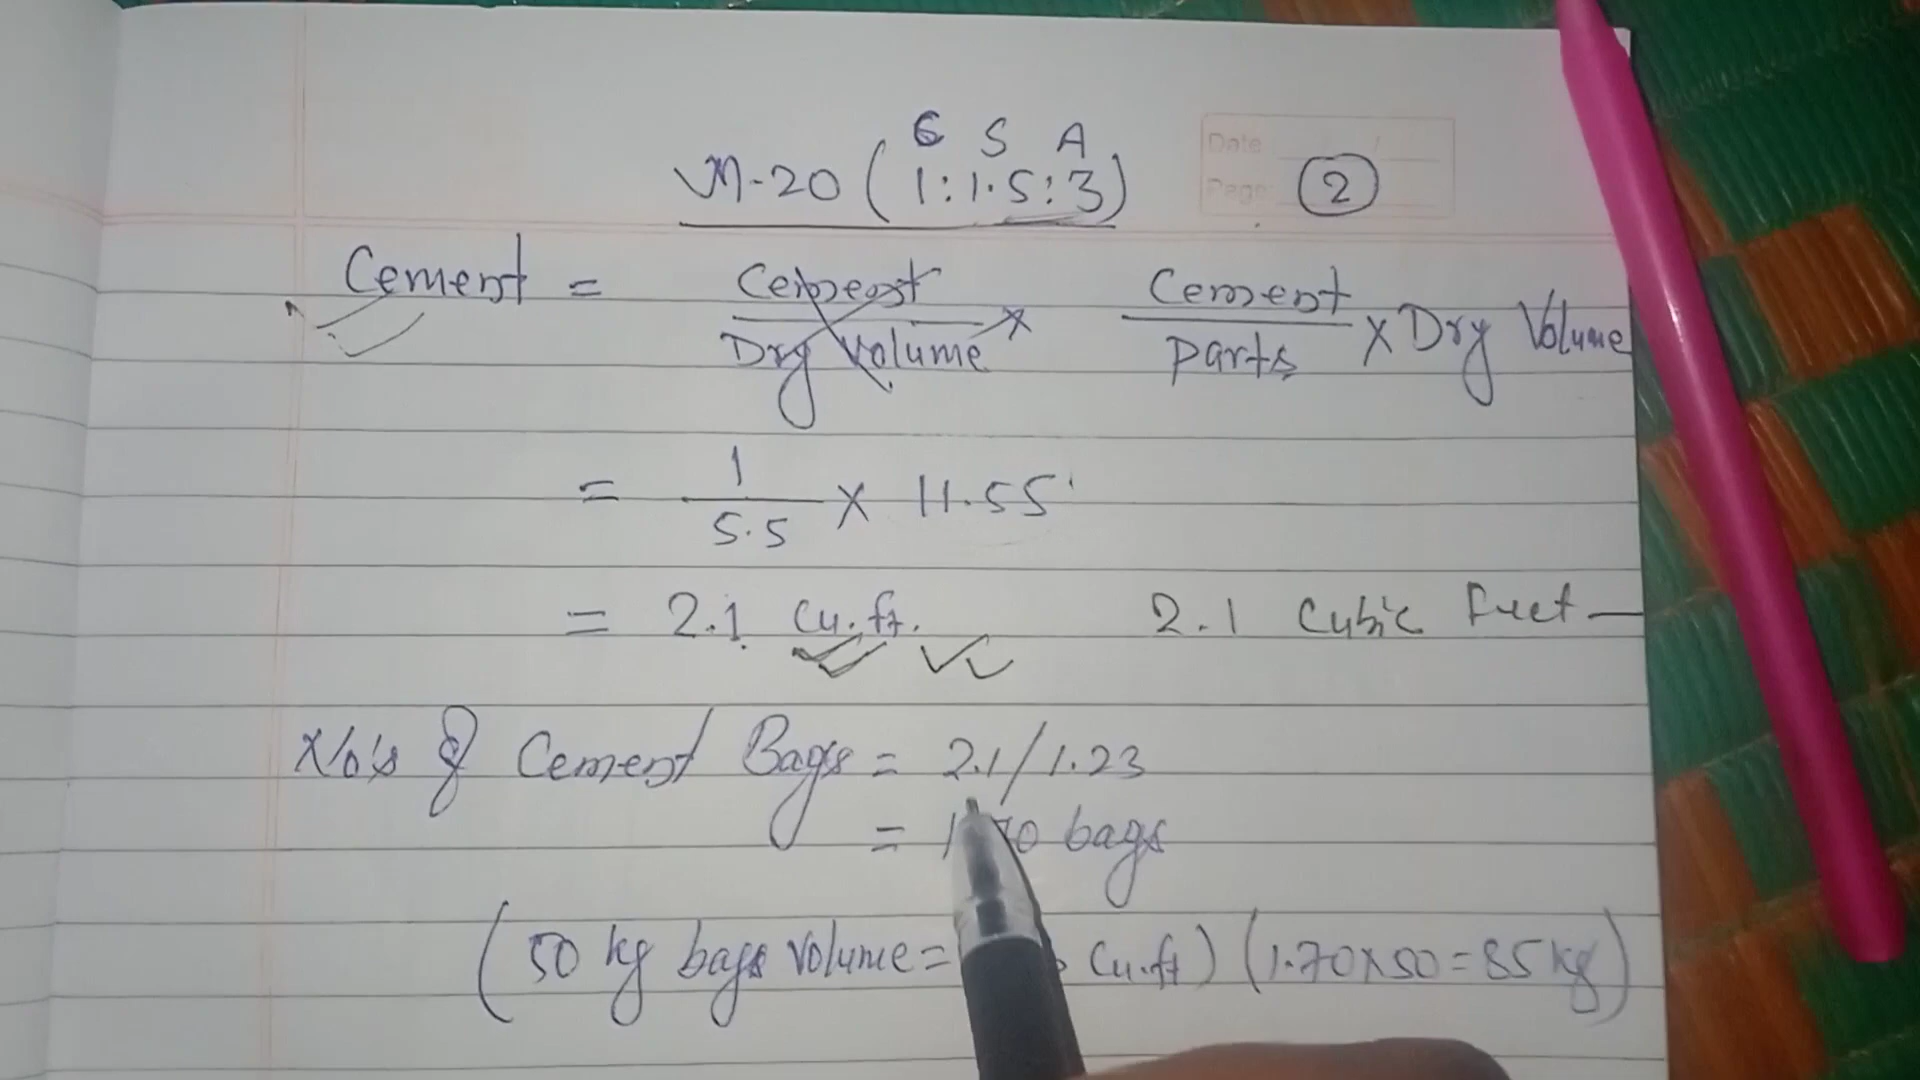 C S A
M-20 (1:1.5:3)
Date
Page
2
Cement = Cement / Dry Volume × Cement / Parts × Dry Volume
= 1 / 5.5 × 11.55
= 2.1 Cu.ft. 2.1 Cubic Feet
No's of Cement Bags = 2.1/1.23
= bags
(50 kg bags Volume = Cu.ft) (1.70×50=85kg)